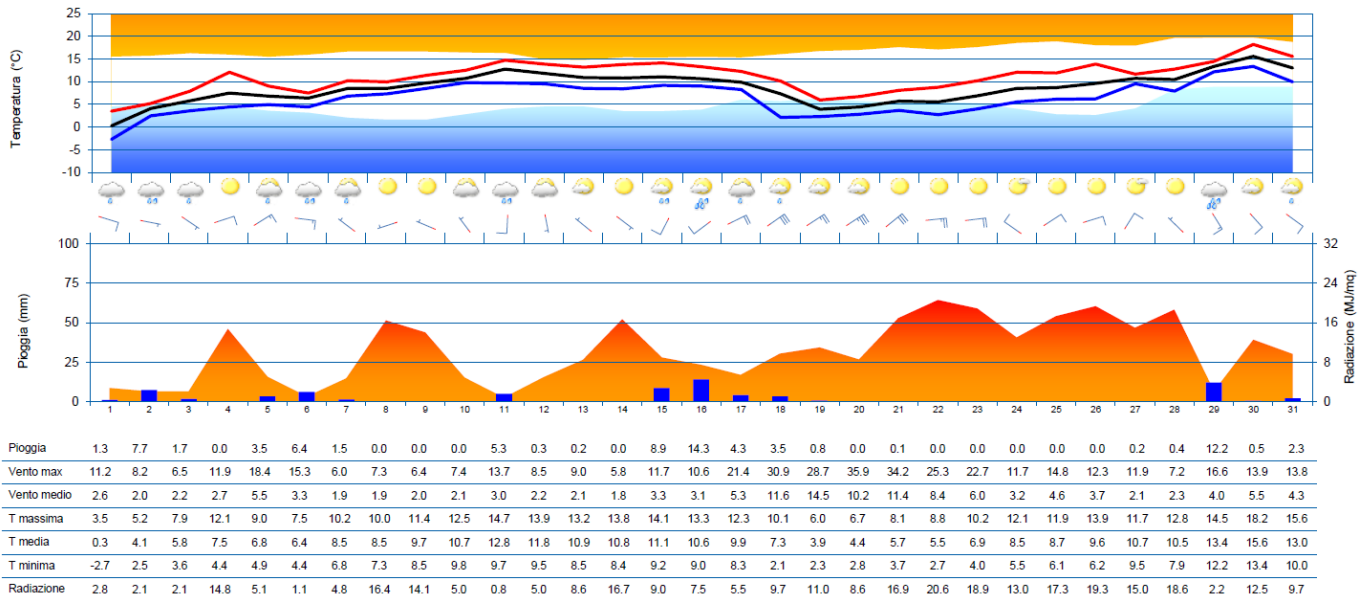 25
20
15
10
5
0
-5
-10
Temperatura (°C)
100
75
50
25
0
Pioggia (mm)
32
24
16
8
0
Radiazione (MJ/mq)
1 2 3 4 5 6 7 8 9 10 11 12 13 14 15 16 17 18 19 20 21 22 23 24 25 26 27 28 29 30 31
Pioggia 1.3 7.7 1.7 0.0 3.5 6.4 1.5 0.0 0.0 0.0 5.3 0.3 0.2 0.0 8.9 14.3 4.3 3.5 0.8 0.0 0.1 0.0 0.0 0.0 0.0 0.0 0.2 0.4 12.2 0.5 2.3
Vento max 11.2 8.2 6.5 11.9 18.4 15.3 6.0 7.3 6.4 7.4 13.7 8.5 9.0 5.8 11.7 10.6 21.4 30.9 28.7 35.9 34.2 25.3 22.7 11.7 14.8 12.3 11.9 7.2 16.6 13.9 13.8
Vento medio 2.6 2.0 2.2 2.7 5.5 3.3 1.9 1.9 2.0 2.1 3.0 2.2 2.1 1.8 3.3 3.1 5.3 11.6 14.5 10.2 11.4 8.4 6.0 3.2 4.6 3.7 2.1 2.3 4.0 5.5 4.3
T massima 3.5 5.2 7.9 12.1 9.0 7.5 10.2 10.0 11.4 12.5 14.7 13.9 13.2 13.8 14.1 13.3 12.3 10.1 6.0 6.7 8.1 8.8 10.2 12.1 11.9 13.9 11.7 12.8 14.5 18.2 15.6
T media 0.3 4.1 5.8 7.5 6.8 6.4 8.5 8.5 9.7 10.7 12.8 11.8 10.9 10.8 11.1 10.6 9.9 7.3 3.9 4.4 5.7 5.5 6.9 8.5 8.7 9.6 10.7 10.5 13.4 15.6 13.0
T minima -2.7 2.5 3.6 4.4 4.9 4.4 6.8 7.3 8.5 9.8 9.7 9.5 8.5 8.4 9.2 9.0 8.3 2.1 2.3 2.8 3.7 2.7 4.0 5.5 6.1 6.2 9.5 7.9 12.2 13.4 10.0
Radiazione 2.8 2.1 2.1 14.8 5.1 1.1 4.8 16.4 14.1 5.0 0.8 5.0 8.6 16.7 9.0 7.5 5.5 9.7 11.0 8.6 16.9 20.6 18.9 13.0 17.3 19.3 15.0 18.6 2.2 12.5 9.7